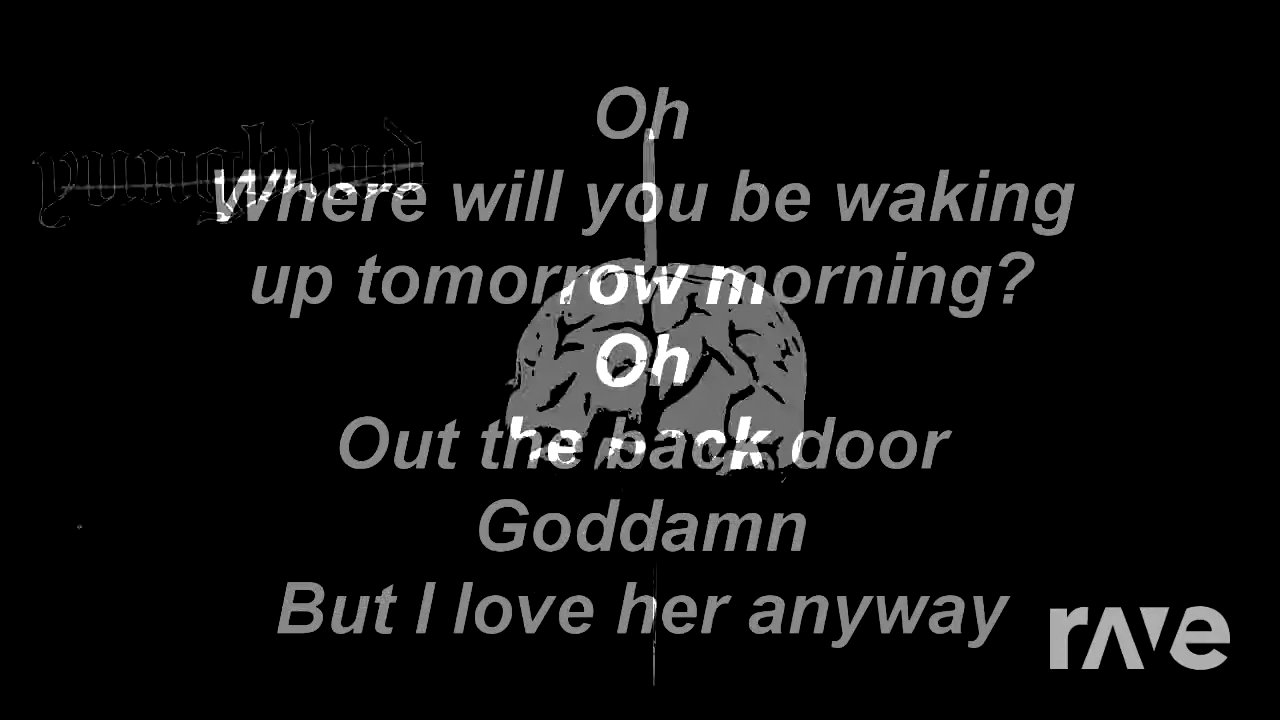 Oh
yungblud
Where will you be waking
up tomorrow morning?
Oh
Out the back door
Goddamn
But I love her anyway
rave